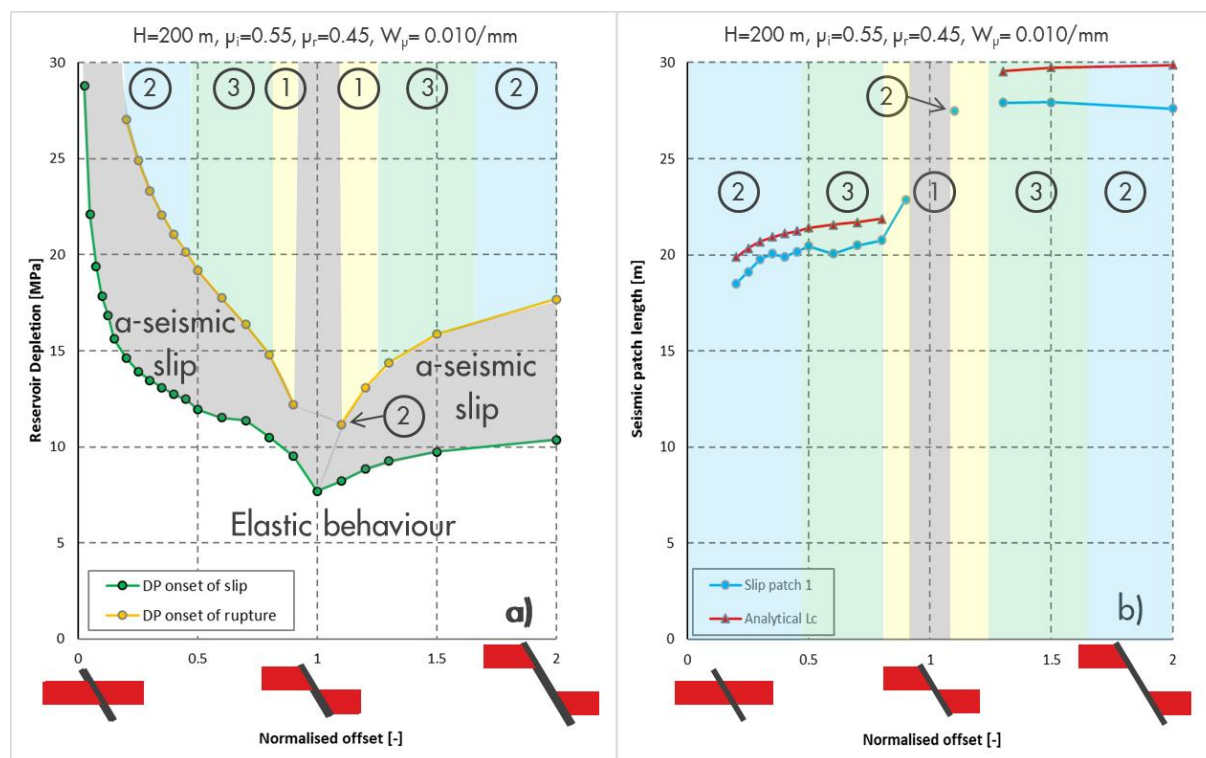 H=200 m, μi=0.55, μr=0.45, Wμ= 0.010/mm
30
25
20
15
10
5
0
Reservoir Depletion [MPa]
2
3
1
1
3
2
a-seismic
slip
a-seismic
slip
2
Elastic behaviour
DP onset of slip
DP onset of rupture
a)
0
0.5
1
1.5
2
Normalised offset [-]
H=200 m, μi=0.55, μr=0.45, Wμ= 0.010/mm
30
25
20
15
10
5
0
Seismic patch length [m]
2
2
3
1
3
2
Slip patch 1
Analytical Lc
b)
0
0.5
1
1.5
2
Normalised offset [-]